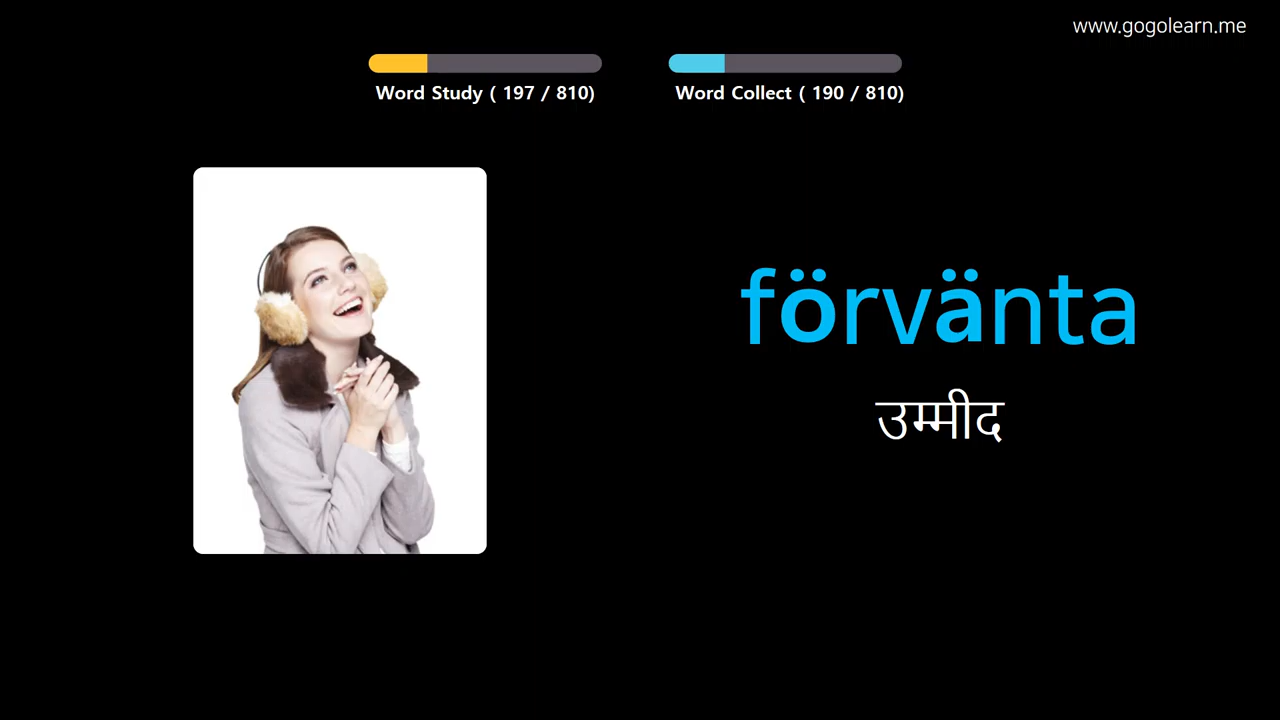 www.gogolearn.me
Word Study ( 197 / 810)
Word Collect ( 190 / 810)
förvänta
उम्मीद